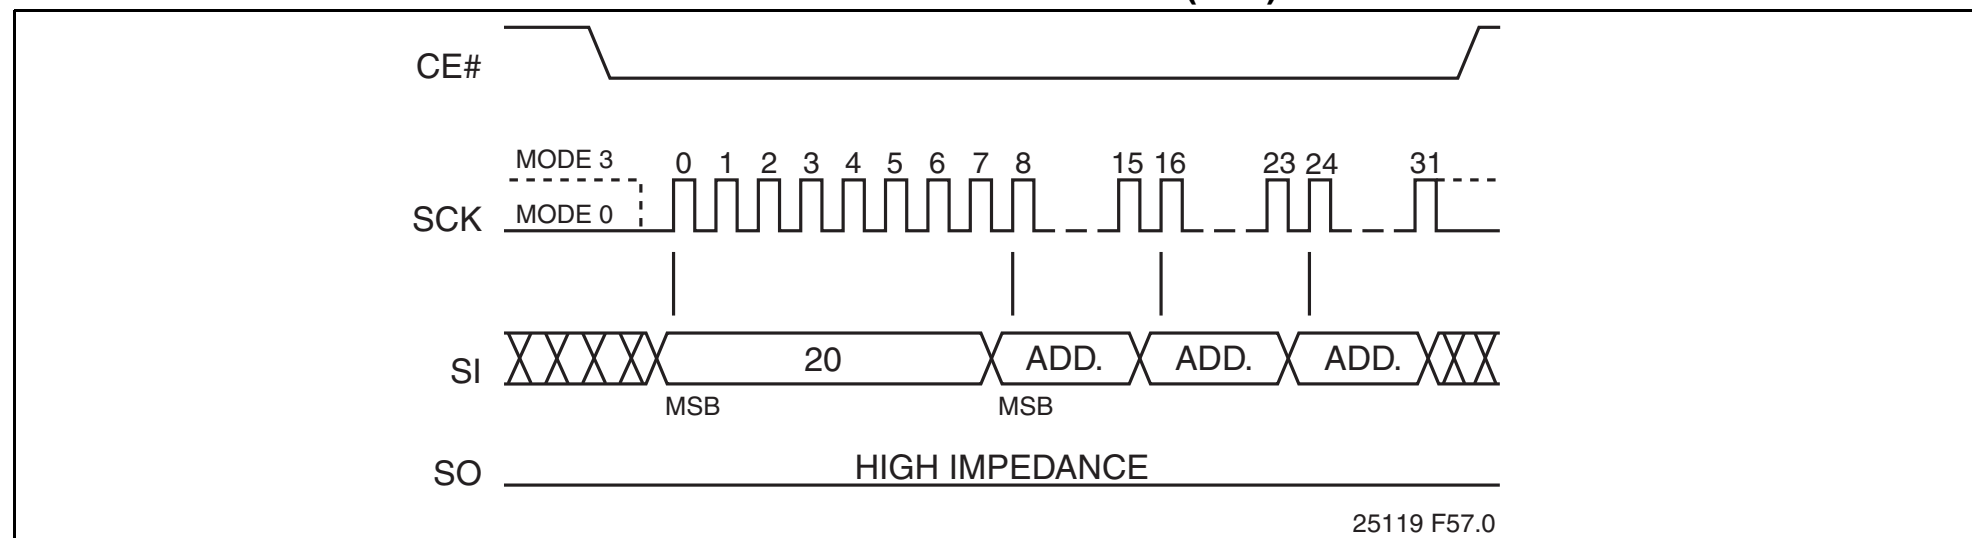 CE#
MODE 3
0 1 2 3 4 5 6 7 8 15 16 23 24 31
SCK MODE 0
SI 20 ADD. ADD. ADD.
MSB MSB
SO HIGH IMPEDANCE
25119 F57.0